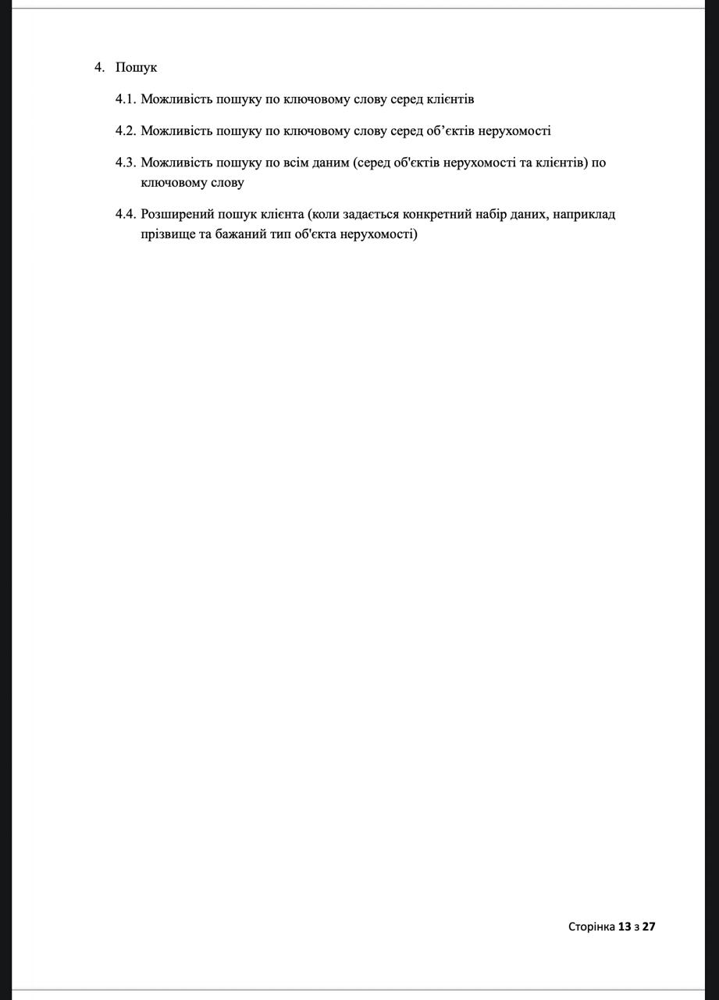 4. Пошук
4.1. Можливість пошуку по ключовому слову серед клієнтів
4.2. Можливість пошуку по ключовому слову серед об’єктів нерухомості
4.3. Можливість пошуку по всім даним (серед об'єктів нерухомості та клієнтів) по
ключовому слову
4.4. Розширений пошук клієнта (коли задається конкретний набір даних, наприклад
прізвище та бажаний тип об'єкта нерухомості)
Сторінка 13 з 27